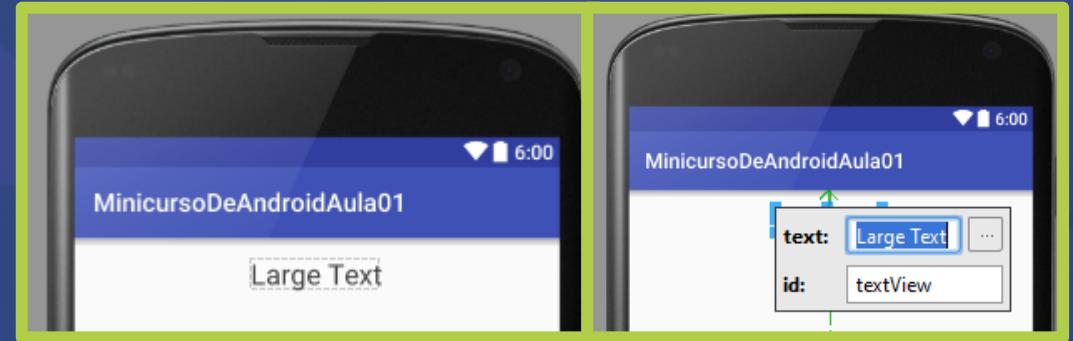 6:00
MinicursoDeAndroidAula01
Large Text
6:00
MinicursoDeAndroidAula01
text: Large Text ...
id: textView